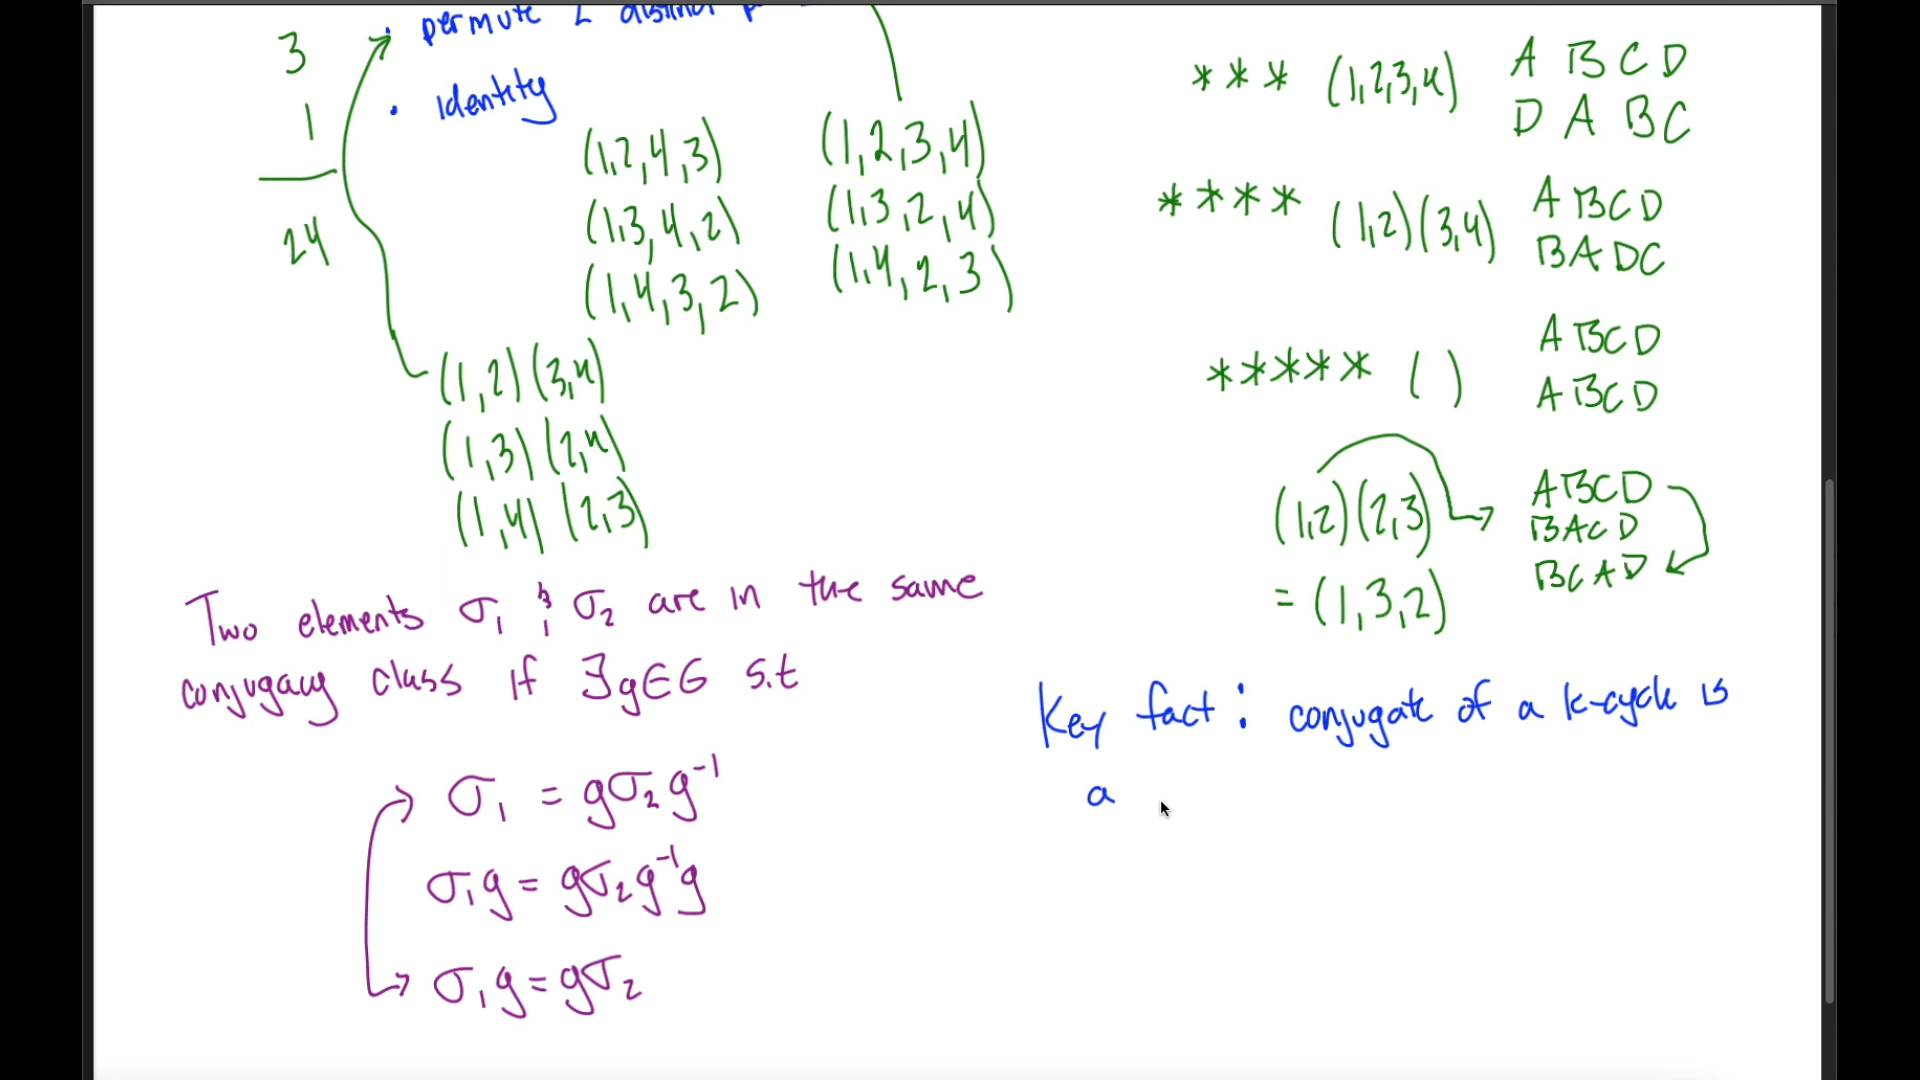 3
1
24
• permute 2 distinct
• identity
(1,2,4,3) (1,2,3,4)
(1,3,4,2) (1,3,2,4)
(1,4,3,2) (1,4,2,3)
(1,2)(3,4)
(1,3)(2,4)
(1,4)(2,3)
Two elements σ₁ & σ₂ are in the same
conjugacy class if ∃g∈G s.t
σ₁ = gσ₂g⁻¹
σ₁g = gσ₂g⁻¹g
σ₁g = gσ₂
*** (1,2,3,4) A B C D
D A B C
**** (1,2)(3,4) A B C D
B A D C
***** ( ) A B C D
A B C D
(1,2)(2,3) → A B C D
B A C D
B C A D
= (1,3,2)
Key fact: conjugate of a k-cycle is
a